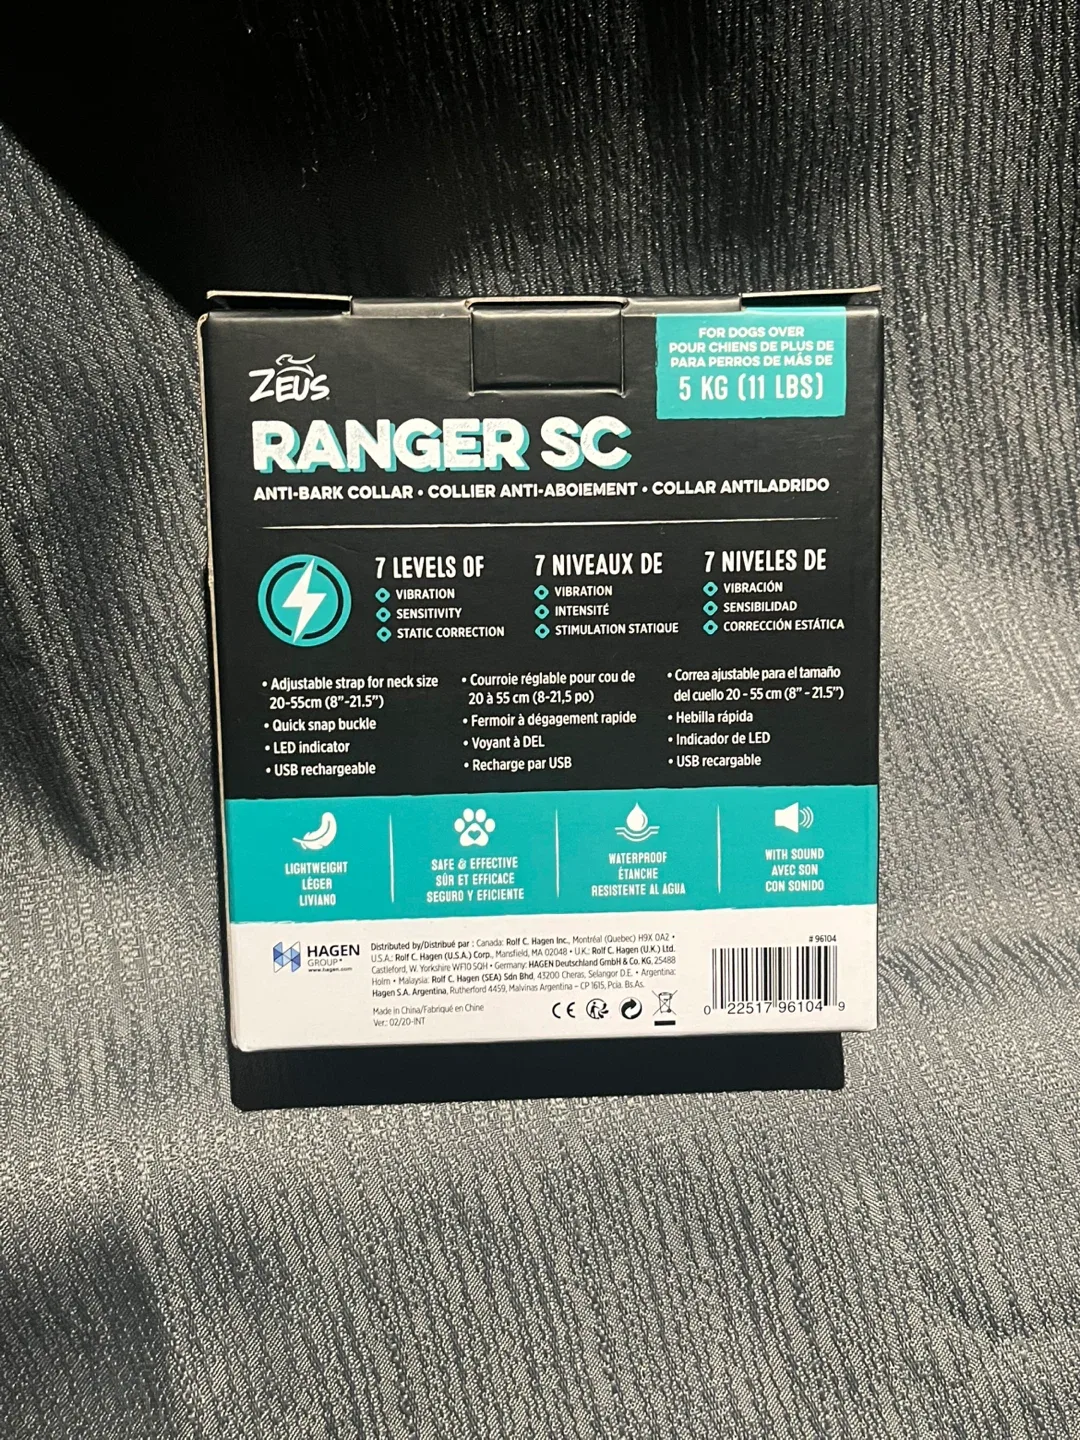 FOR DOGS OVER
POUR CHIENS DE PLUS DE
PARA PERROS DE MÁS DE
5 KG (11 LBS)
ZEUS
RANGER SC
ANTI-BARK COLLAR • COLLIER ANTI-ABOIEMENT • COLLAR ANTILADRIDO
7 LEVELS OF
VIBRATION
SENSITIVITY
STATIC CORRECTION
7 NIVEAUX DE
VIBRATION
INTENSITÉ
STIMULATION STATIQUE
7 NIVELES DE
VIBRACIÓN
SENSIBILIDAD
CORRECCIÓN ESTÁTICA
• Adjustable strap for neck size
20-55cm (8”-21.5”)
• Quick snap buckle
• LED indicator
• USB rechargeable
• Courroie réglable pour cou de
20 à 55 cm (8-21,5 po)
• Fermoir à dégagement rapide
• Voyant à DEL
• Recharge par USB
• Correa ajustable para el tamaño
del cuello 20 - 55 cm (8” - 21.5”)
• Hebilla rápida
• Indicador de LED
• USB recargable
LIGHTWEIGHT
LÉGER
LIVIANO
SAFE & EFFECTIVE
SÛR ET EFFICACE
SEGURO Y EFICIENTE
WATERPROOF
ÉTANCHE
RESISTENTE AL AGUA
WITH SOUND
AVEC SON
CON SONIDO
HAGEN
GROUP
www.hagen.com
Distributed by/Distribué par : Canada: Rolf C. Hagen Inc., Montréal (Quebec) H9X 0A2 •
U.S.A.: Rolf C. Hagen (U.S.A.) Corp., Mansfield, MA 02048 • U.K.: Rolf C. Hagen (U.K.) Ltd.
Castleford, W. Yorkshire WF10 5QH • Germany: HAGEN Deutschland GmbH & Co. KG, 25488
Holm • Malaysia: Rolf C. Hagen (SEA) Sdn Bhd, 43200 Cheras, Selangor D.E. • Argentina:
Hagen S.A. Argentina, Rutherford 4459, Malvinas Argentina – CP 1615, Pcia. Bs.As.
Made in China/Fabriqué en Chine
Ver.: 02/20-INT
CE
# 96104
0 22517 96104 9